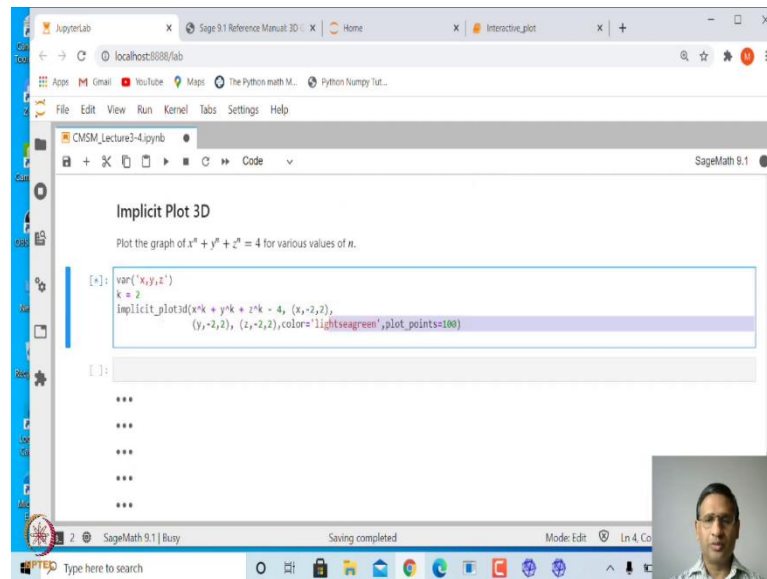 JupyterLab
Sage 9.1 Reference Manual: 3D G
Home
Interactive_plot
localhost:8888/lab
M
Apps Gmail YouTube Maps The Python math M... Python Numpy Tut...
File Edit View Run Kernel Tabs Settings Help
CMSM_Lecture3-4.ipynb
Code
SageMath 9.1
Implicit Plot 3D
Plot the graph of xⁿ + yⁿ + zⁿ = 4 for various values of n.
[*]: var('x,y,z')
k = 2
implicit_plot3d(x^k + y^k + z^k - 4, (x,-2,2),
(y,-2,2), (z,-2,2),color='lightseagreen',plot_points=100)
[ ]:
2 SageMath 9.1 | Busy Saving completed Mode: Edit Ln 4, Co
NPTEL
Type here to search